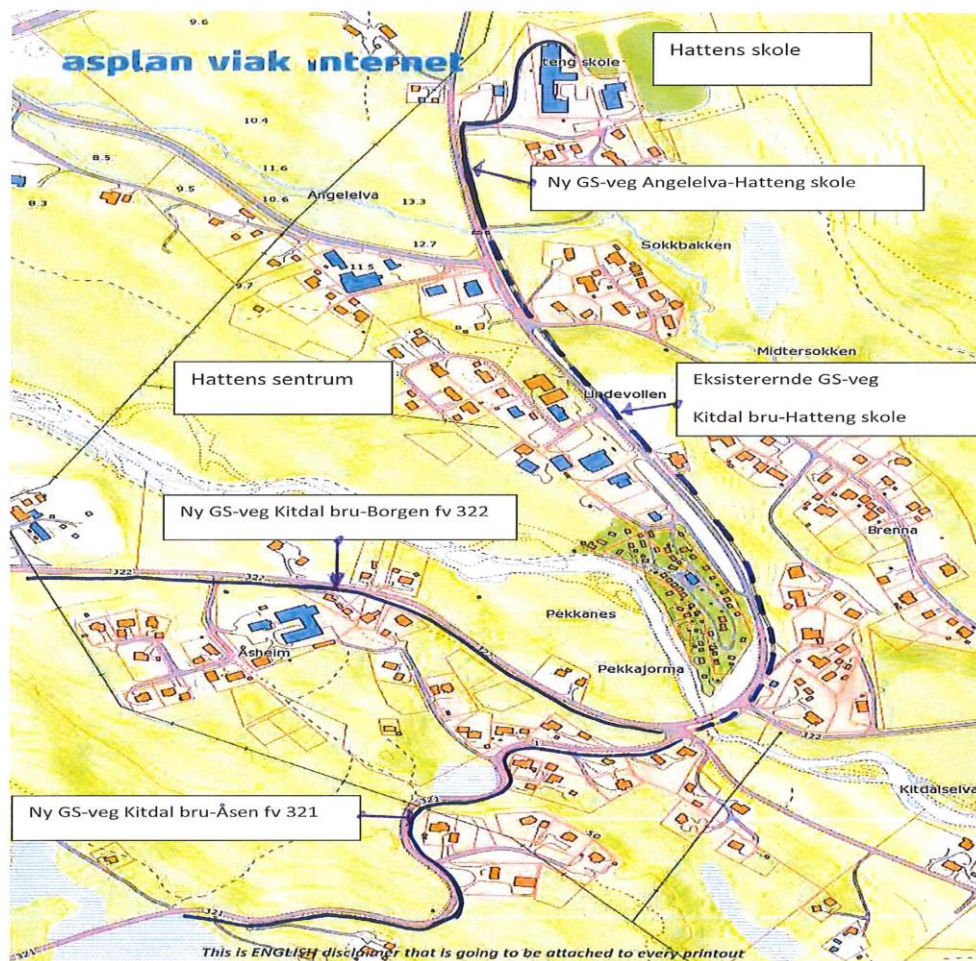 9.6
asplan viak internet
teng skole
Hattens skole
10.4
8.5
11.6
Ny GS-veg Angelelva-Hatteng skole
9.5
8.3
10.6
Angelelva
13.3
12.7
Sokkbakken
11.5
9.7
Midtersokken
Hattens sentrum
Eksisterernde GS-veg
Lindevollen
Kitdal bru-Hatteng skole
Ny GS-veg Kitdal bru-Borgen fv 322
Brenna
322
322
Pekkanes
322
Åsheim
Pekkajorma
322
Kitdalselva
321
Ny GS-veg Kitdal bru-Åsen fv 321
50
321
321
This is ENGLISH disclaimer that is going to be attached to every printout